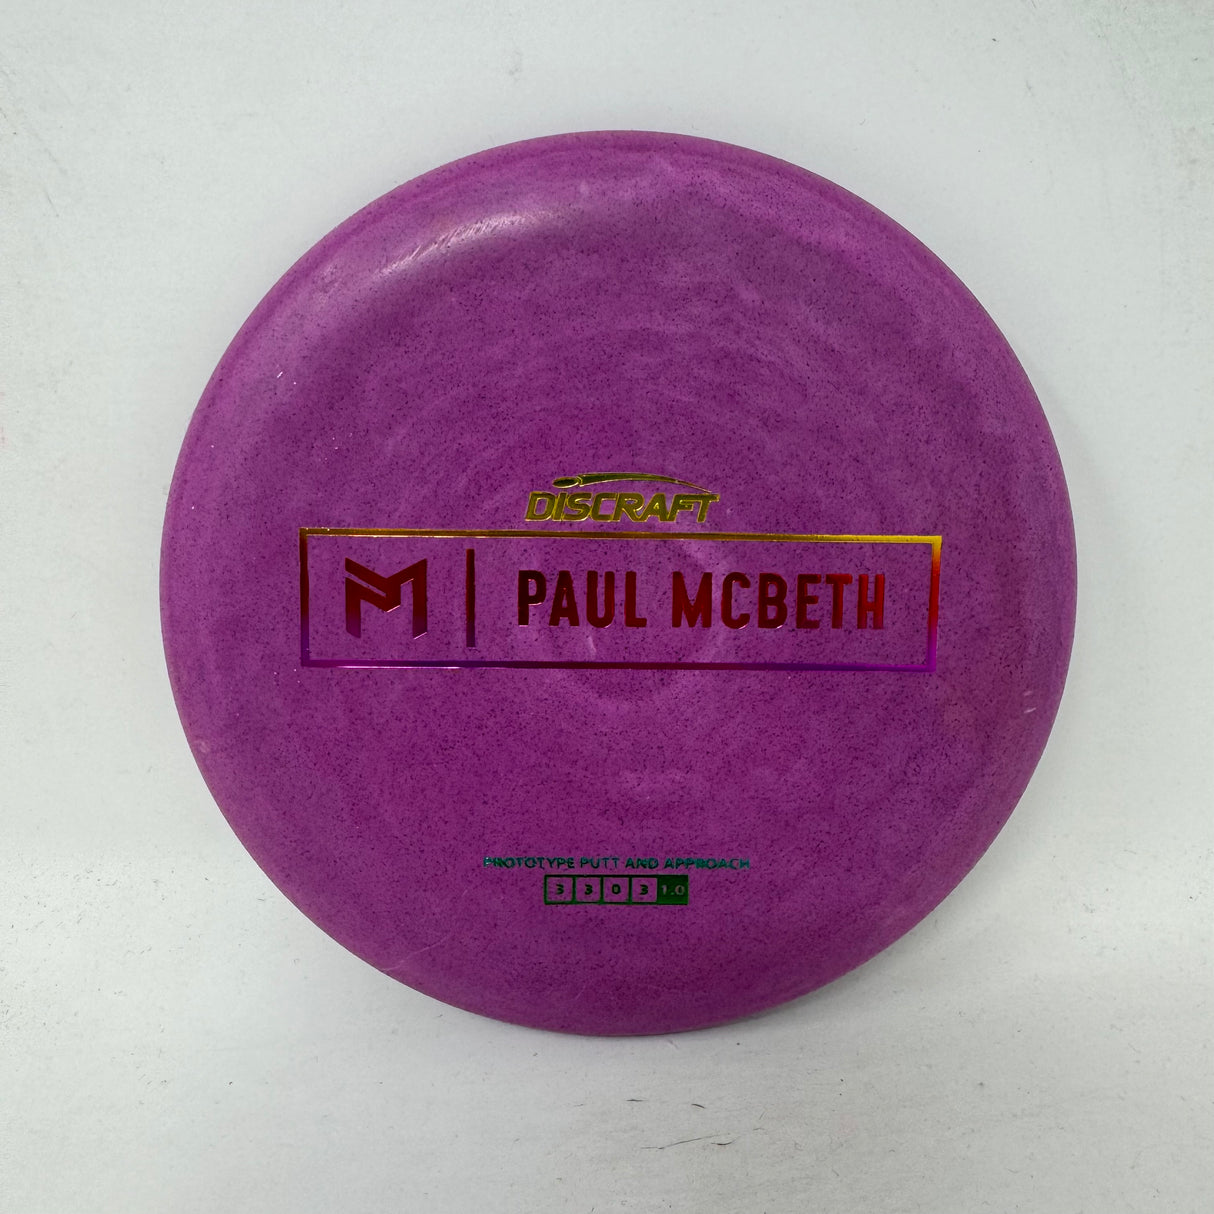 DISCRAFT
M | PAUL MCBETH
PROTOTYPE PUTT AND APPROACH
3 3 0 3 1.0